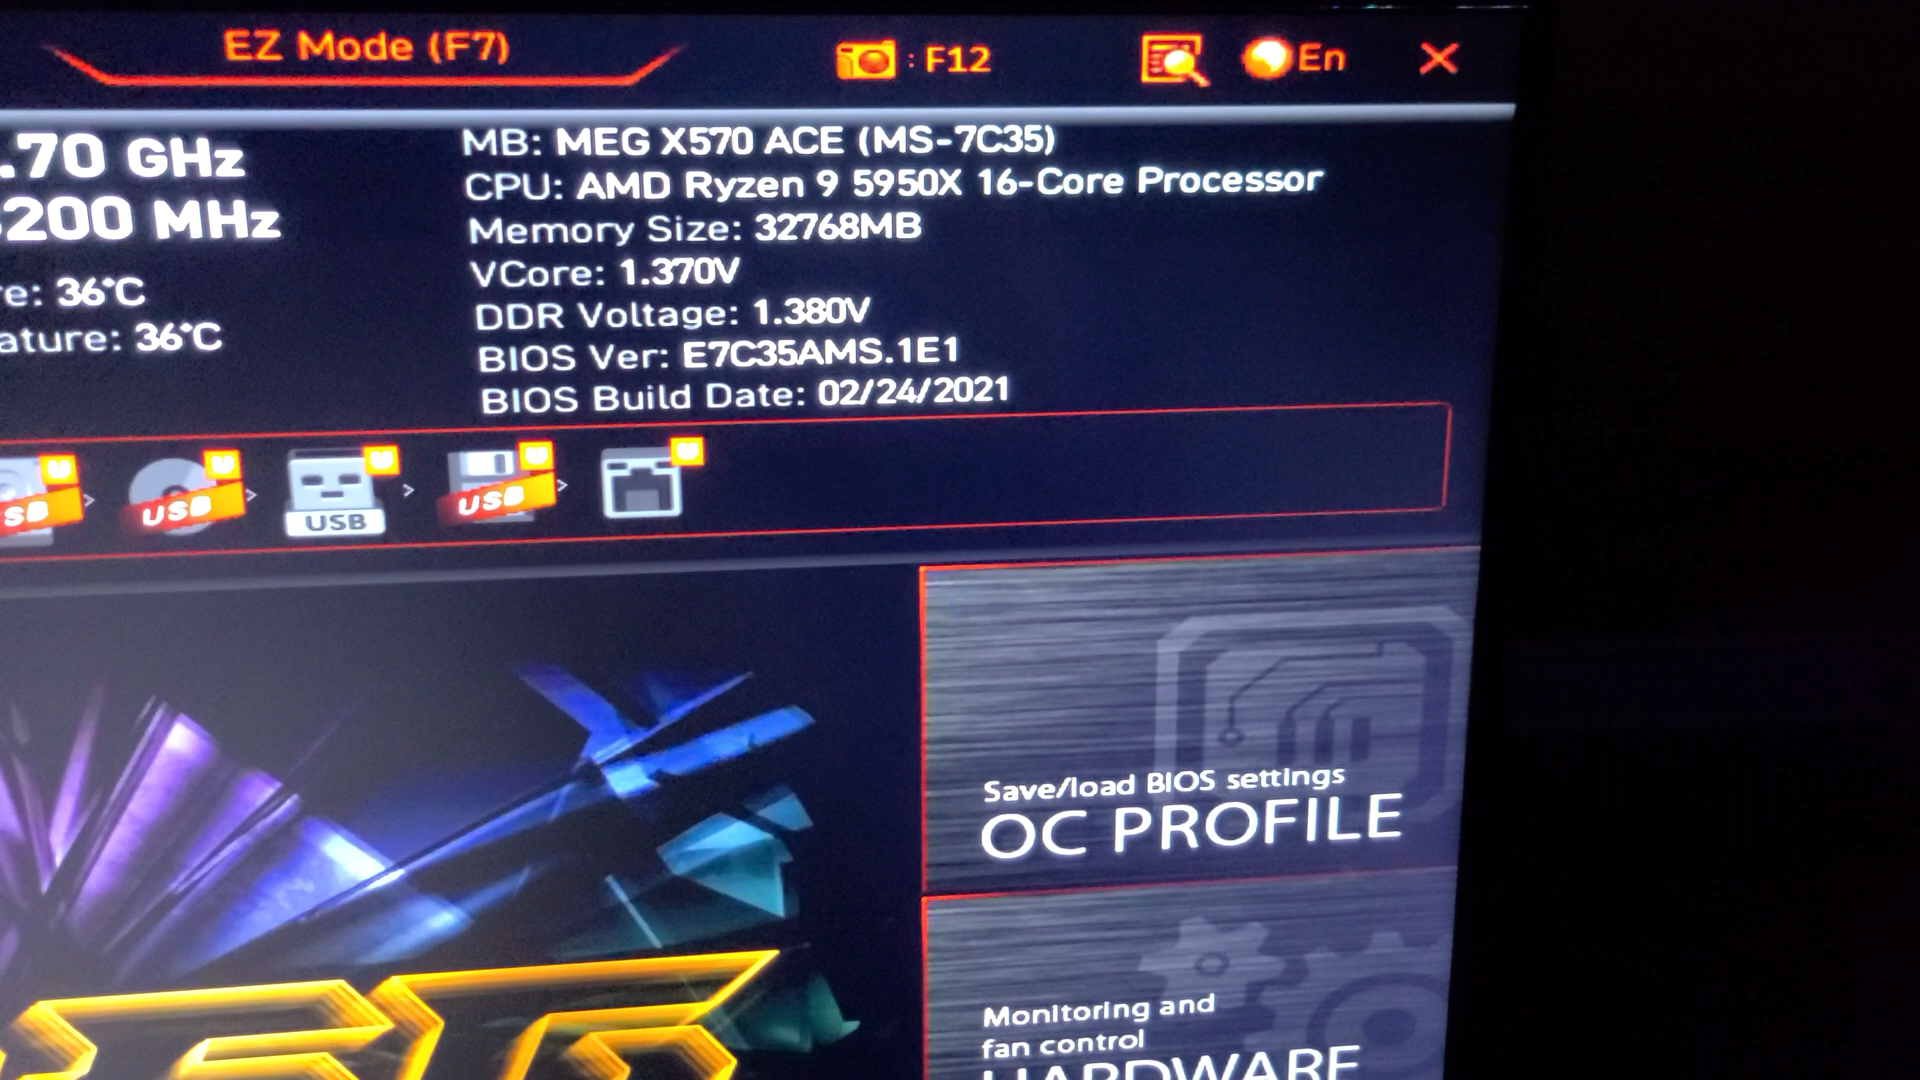 EZ Mode (F7)
: F12
En
X
.70 GHz
200 MHz
re: 36°C
ature: 36°C
MB: MEG X570 ACE (MS-7C35)
CPU: AMD Ryzen 9 5950X 16-Core Processor
Memory Size: 32768MB
VCore: 1.370V
DDR Voltage: 1.380V
BIOS Ver: E7C35AMS.1E1
BIOS Build Date: 02/24/2021
U
U
U
U
U
SB
USB
USB
USB
Save/load BIOS settings
OC PROFILE
Monitoring and
fan control
HARDWARE